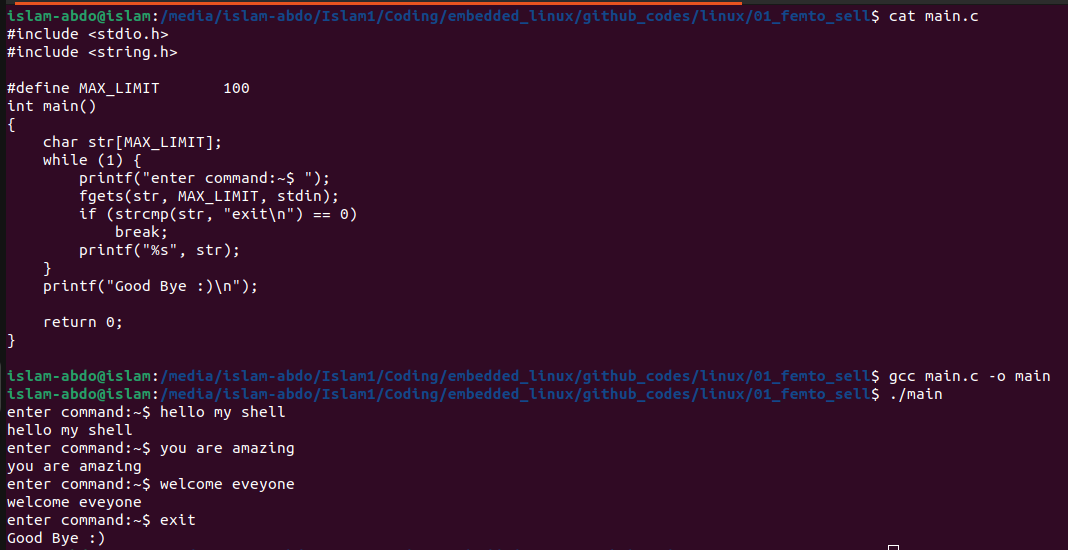 islam-abdo@islam:/media/islam-abdo/Islam1/Coding/embedded_linux/github_codes/linux/01_femto_sell$ cat main.c
#include <stdio.h>
#include <string.h>

#define MAX_LIMIT       100
int main()
{
    char str[MAX_LIMIT];
    while (1) {
        printf("enter command:~$ ");
        fgets(str, MAX_LIMIT, stdin);
        if (strcmp(str, "exit\n") == 0)
            break;
        printf("%s", str);
    }
    printf("Good Bye :)\n");

    return 0;
}

islam-abdo@islam:/media/islam-abdo/Islam1/Coding/embedded_linux/github_codes/linux/01_femto_sell$ gcc main.c -o main
islam-abdo@islam:/media/islam-abdo/Islam1/Coding/embedded_linux/github_codes/linux/01_femto_sell$ ./main
enter command:~$ hello my shell
hello my shell
enter command:~$ you are amazing
you are amazing
enter command:~$ welcome eveyone
welcome eveyone
enter command:~$ exit
Good Bye :)